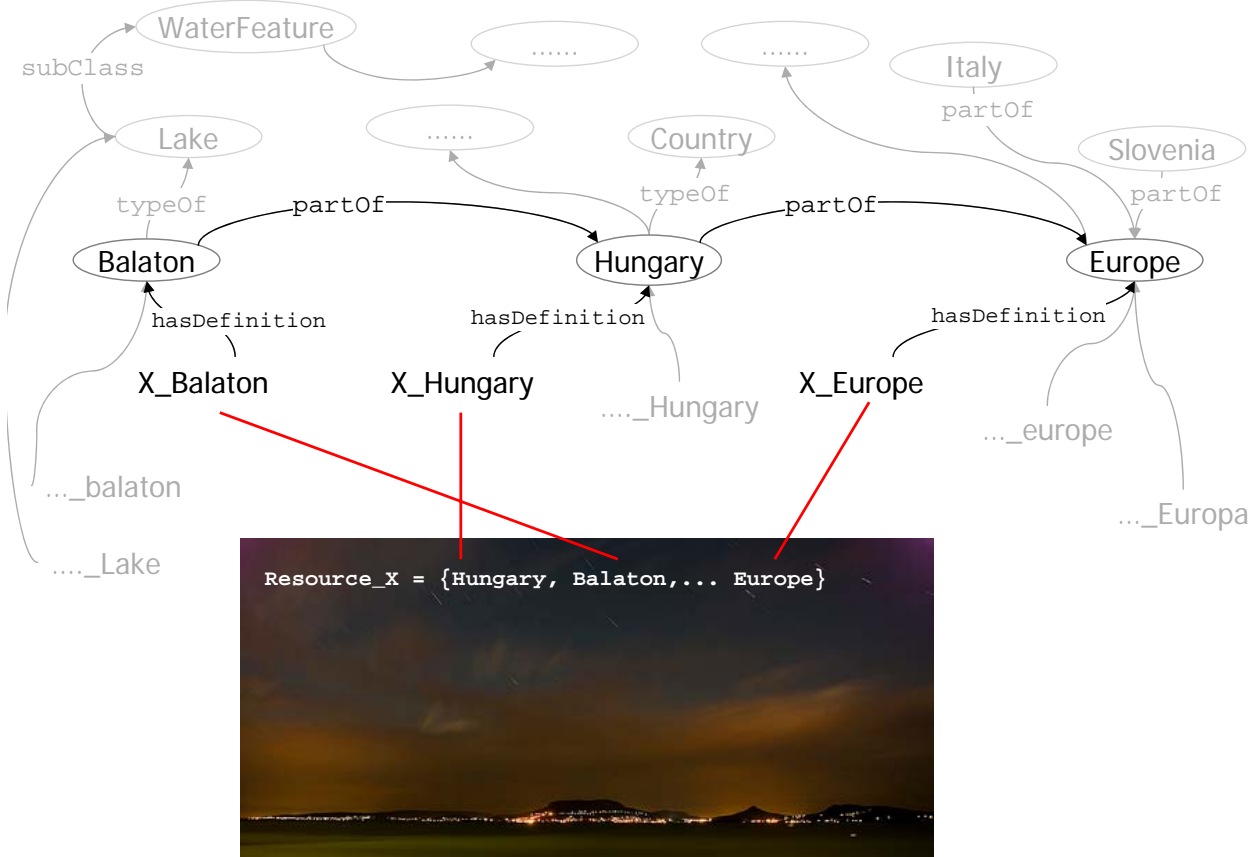 WaterFeature
......
......
subClass
Italy
partOf
Lake
......
Country
Slovenia
typeOf
partOf
typeOf
partOf
partOf
Balaton
Hungary
Europe
hasDefinition
hasDefinition
hasDefinition
X_Balaton
X_Hungary
X_Europe
...._Hungary
..._europe
..._balaton
..._Europa
...._Lake
Resource_X = {Hungary, Balaton,... Europe}